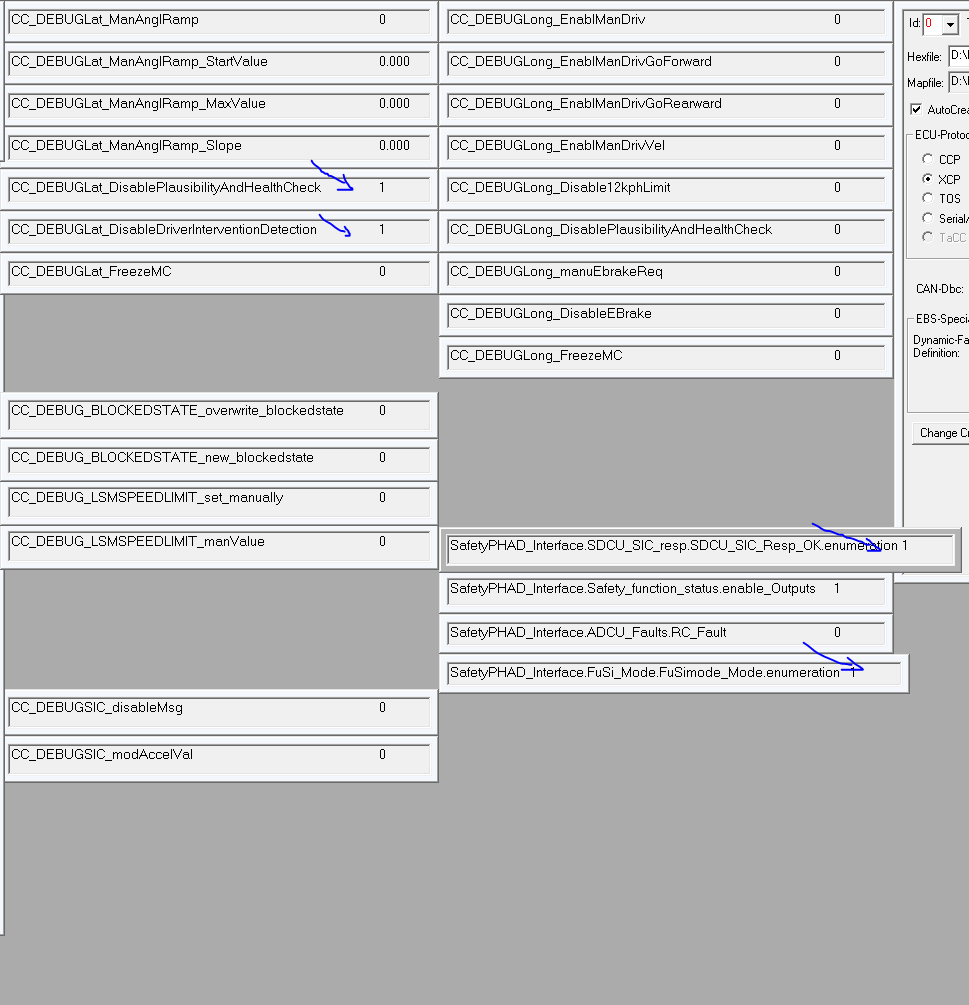 CC_DEBUGLat_ManAnglRamp 0
CC_DEBUGLat_ManAnglRamp_StartValue 0.000
CC_DEBUGLat_ManAnglRamp_MaxValue 0.000
CC_DEBUGLat_ManAnglRamp_Slope 0.000
CC_DEBUGLat_DisablePlausibilityAndHealthCheck 1
CC_DEBUGLat_DisableDriverInterventionDetection 1
CC_DEBUGLat_FreezeMC 0
CC_DEBUG_BLOCKEDSTATE_overwrite_blockedstate 0
CC_DEBUG_BLOCKEDSTATE_new_blockedstate 0
CC_DEBUG_LSMSPEEDLIMIT_set_manually 0
CC_DEBUG_LSMSPEEDLIMIT_manValue 0
CC_DEBUGSIC_disableMsg 0
CC_DEBUGSIC_modAccelVal 0
CC_DEBUGLong_EnablManDriv 0
CC_DEBUGLong_EnablManDrivGoForward 0
CC_DEBUGLong_EnablManDrivGoRearward 0
CC_DEBUGLong_EnablManDrivVel 0
CC_DEBUGLong_Disable12kphLimit 0
CC_DEBUGLong_DisablePlausibilityAndHealthCheck 0
CC_DEBUGLong_manuEbrakeReq 0
CC_DEBUGLong_DisableEBrake 0
CC_DEBUGLong_FreezeMC 0
SafetyPHAD_Interface.SDCU_SIC_resp.SDCU_SIC_Resp_OK.enumeration 1
SafetyPHAD_Interface.Safety_function_status.enable_Outputs 1
SafetyPHAD_Interface.ADCU_Faults.RC_Fault 0
SafetyPHAD_Interface.FuSi_Mode.FuSimode_Mode.enumeration 1
Id: 0
Hexfile: D:\
Mapfile: D:\
AutoCrea
ECU-Protoc
CCP
XCP
TOS
Serial/
TaCC
CAN-Dbc:
EBS-Specia
Dynamic-Fa
Definition:
Change Cr